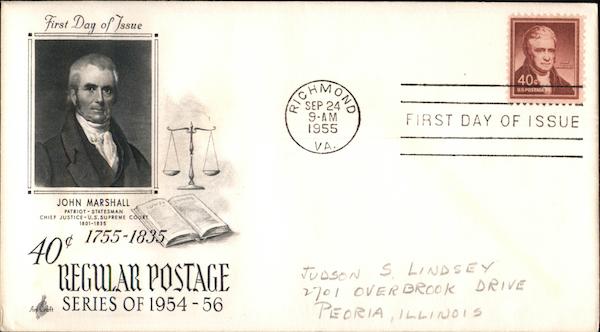 First Day of Issue
JOHN MARSHALL
PATRIOT - STATESMAN
CHIEF JUSTICE - U.S. SUPREME COURT
1801-1835
40¢ 1755-1835
REGULAR POSTAGE
SERIES OF 1954-56
ArtCraft
RICHMOND
SEP 24
9-AM
1955
VA.
40¢
U.S. POSTAGE
FIRST DAY OF ISSUE
JUDSON S. LINDSEY
2701 OVERBROOK DRIVE
PEORIA, ILLINOIS